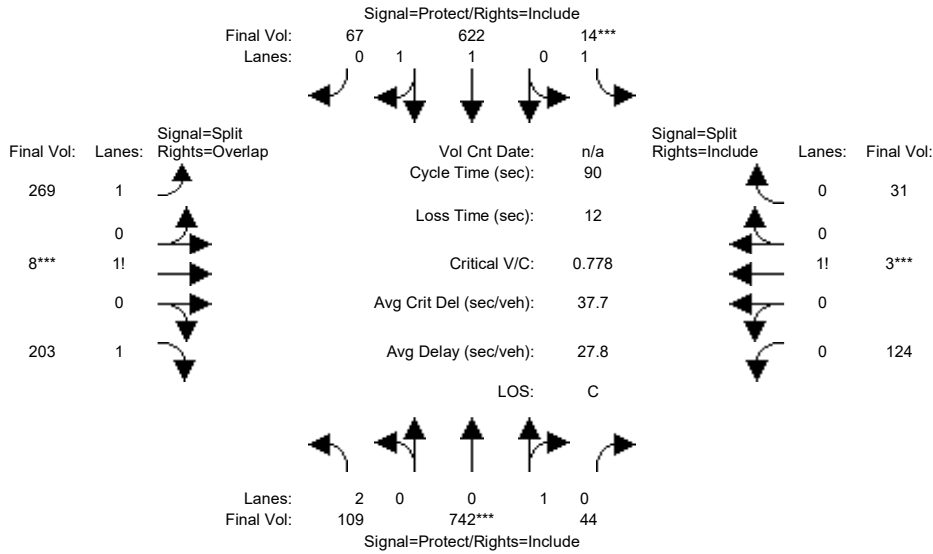 Signal=Protect/Rights=Include
Final Vol: 67 622 14***
Lanes: 0 1 1 0 1
Signal=Split
Final Vol: Lanes: Rights=Overlap
Vol Cnt Date: n/a
Signal=Split
Rights=Include Lanes: Final Vol:
Cycle Time (sec): 90
269 1
0 31
Loss Time (sec): 12
0
0
8*** 1!
Critical V/C: 0.778
1! 3***
0
Avg Crit Del (sec/veh): 37.7
0
203 1
Avg Delay (sec/veh): 27.8
0 124
LOS: C
Lanes: 2 0 0 1 0
Final Vol: 109 742*** 44
Signal=Protect/Rights=Include